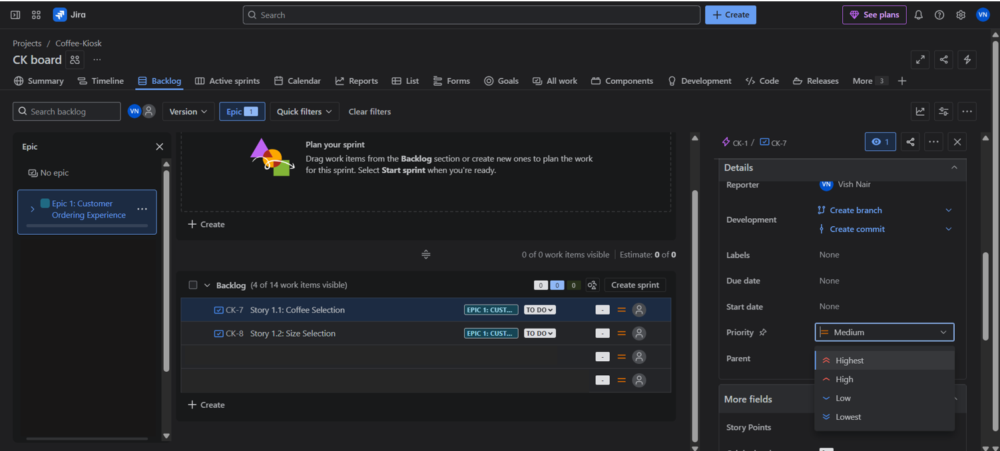 Jira
Search
Create
See plans
VN
Projects / Coffee-Kiosk
CK board
Summary
Timeline
Backlog
Active sprints
Calendar
Reports
List
Forms
Goals
All work
Components
Development
Code
Releases
More 3
Search backlog
VN
Version
Epic 1
Quick filters
Clear filters
Epic
No epic
Epic 1: Customer
Ordering Experience
Plan your sprint
Drag work items from the Backlog section or create new ones to plan the work
for this sprint. Select Start sprint when you're ready.
Create
0 of 0 work items visible
Estimate: 0 of 0
Backlog (4 of 14 work items visible)
0 0 0
Create sprint
CK-7 Story 1.1: Coffee Selection EPIC 1: CUST... TO DO -
CK-8 Story 1.2: Size Selection EPIC 1: CUST... TO DO -
-
-
Create
CK-1 / CK-7
1
Details
Reporter
VN Vish Nair
Development
Create branch
Create commit
Labels None
Due date None
Start date None
Priority Medium
Parent
Highest
High
Low
Lowest
More fields
Story Points